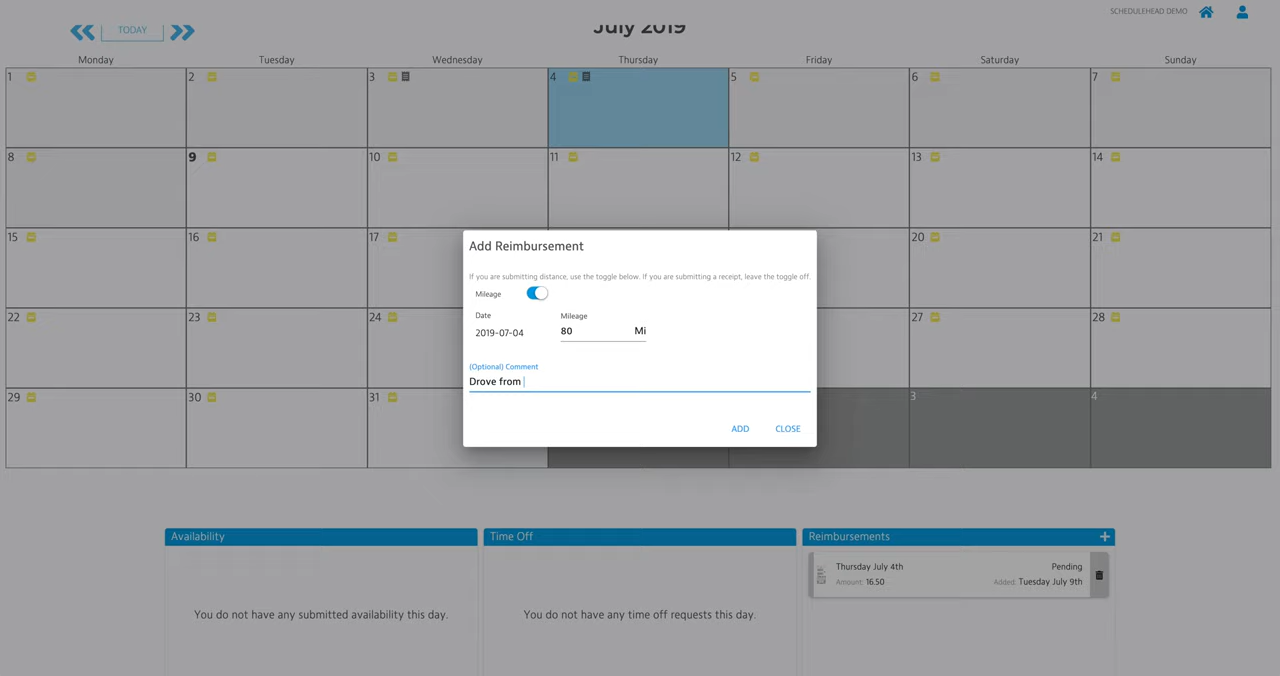 SCHEDULEHEAD DEMO
TODAY
July 2019
Monday Tuesday Wednesday Thursday Friday Saturday Sunday
1 2 3 4 5 6 7
8 9 10 11 12 13 14
15 16 17 20 21
22 23 24 27 28
29 30 31 3 4
Add Reimbursement
If you are submitting distance, use the toggle below. If you are submitting a receipt, leave the toggle off.
Mileage
Date Mileage
2019-07-04 80 Mi
(Optional) Comment
Drove from
ADD CLOSE
Availability
You do not have any submitted availability this day.
Time Off
You do not have any time off requests this day.
Reimbursements +
Thursday July 4th Pending
Amount: 16.50 Added: Tuesday July 9th